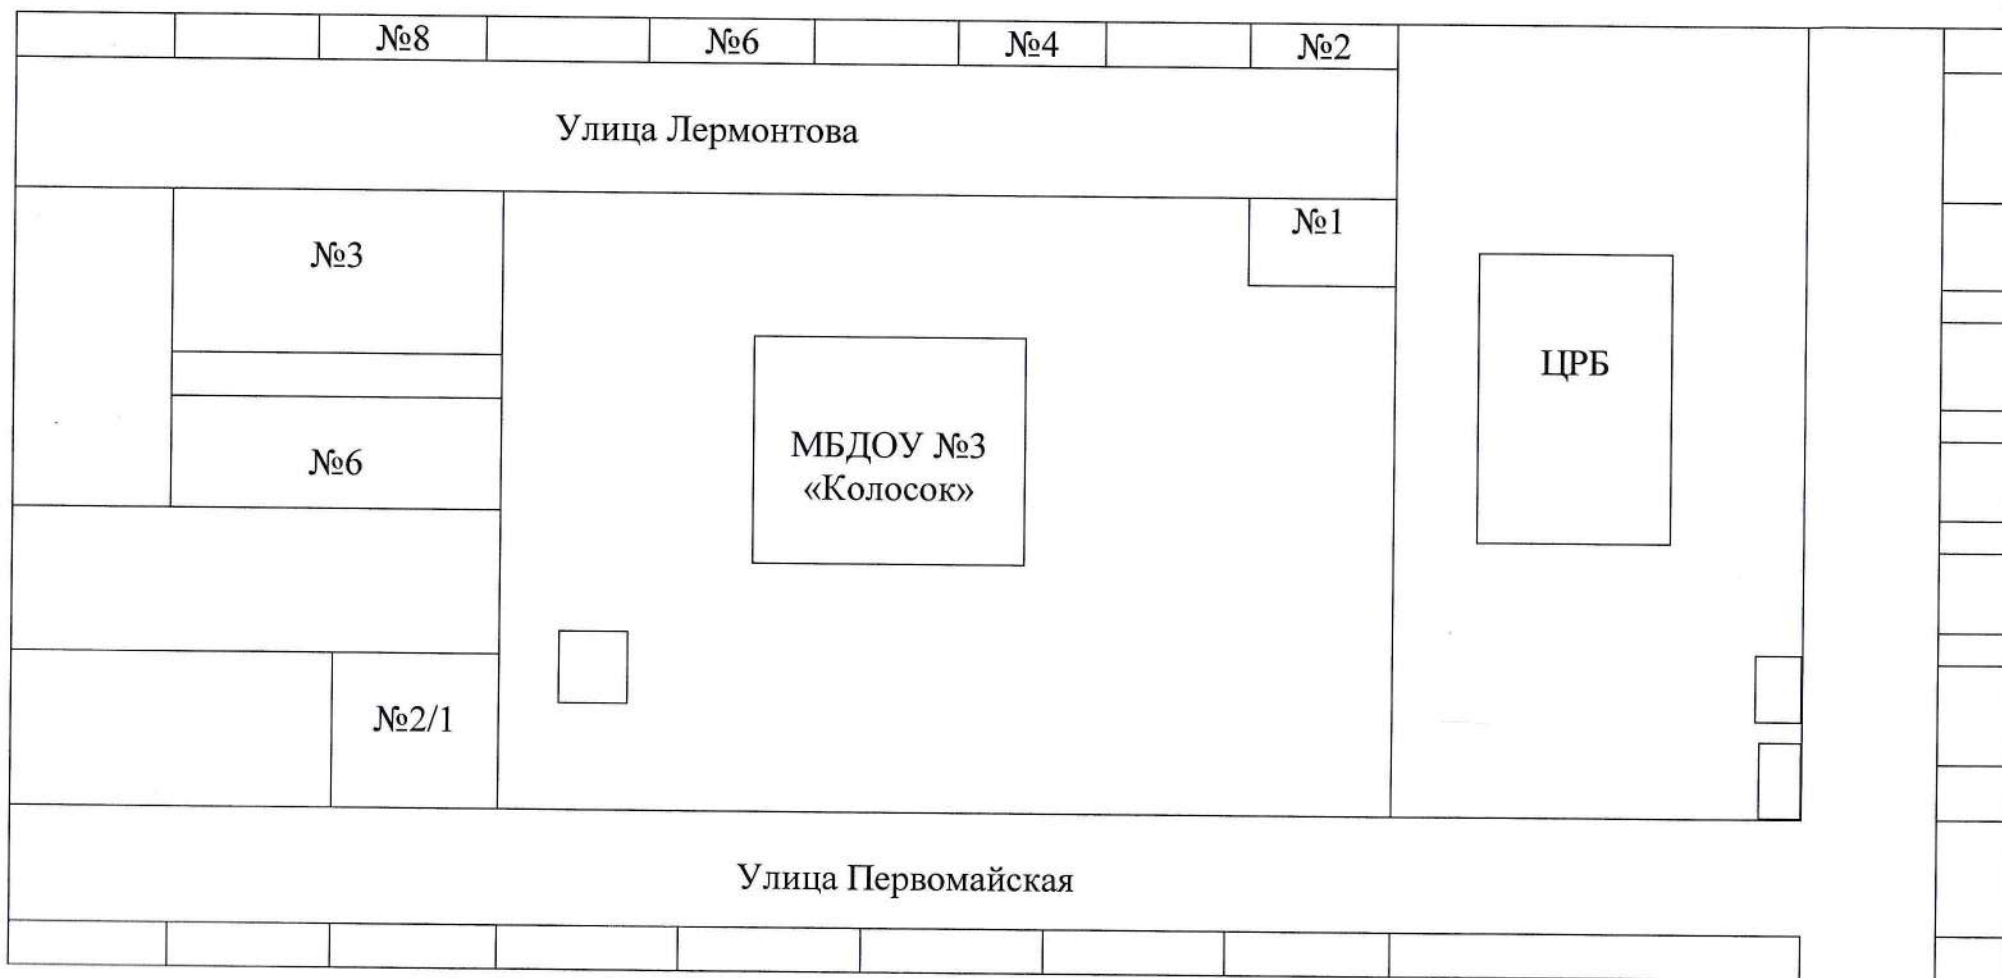 №8 №6 №4 №2
Улица Лермонтова
№1
№3
ЦРБ
МБДОУ №3
«Колосок»
№6
№2/1
Улица Первомайская